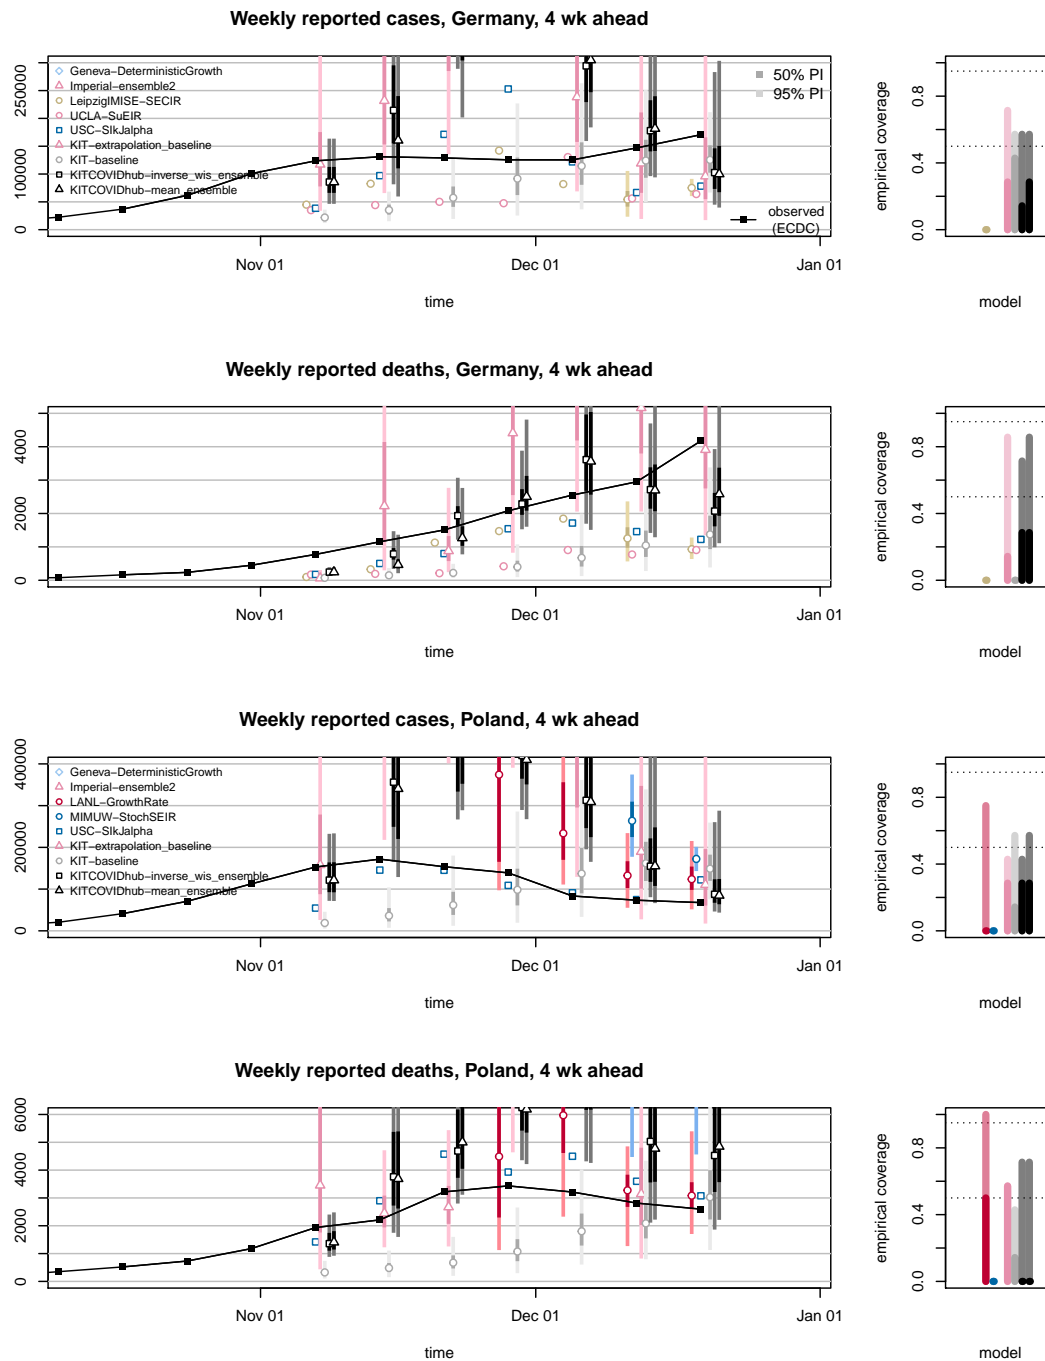 Weekly reported cases, Germany, 4 wk ahead
250000
100000
0
Geneva−DeterministicGrowth
Imperial−ensemble2
LeipzigIMISE−SECIR
UCLA−SuEIR
USC−SIkJalpha
KIT−extrapolation_baseline
KIT−baseline
KITCOVIDhub−inverse_wis_ensemble
KITCOVIDhub−mean_ensemble
50% PI
95% PI
observed
(ECDC)
Nov 01
Dec 01
Jan 01
time
empirical coverage
0.0
0.4
0.8
model
Weekly reported deaths, Germany, 4 wk ahead
4000
2000
0
Nov 01
Dec 01
Jan 01
time
empirical coverage
0.0
0.4
0.8
model
Weekly reported cases, Poland, 4 wk ahead
400000
200000
0
Geneva−DeterministicGrowth
Imperial−ensemble2
LANL−GrowthRate
MIMUW−StochSEIR
USC−SIkJalpha
KIT−extrapolation_baseline
KIT−baseline
KITCOVIDhub−inverse_wis_ensemble
KITCOVIDhub−mean_ensemble
Nov 01
Dec 01
Jan 01
time
empirical coverage
0.0
0.4
0.8
model
Weekly reported deaths, Poland, 4 wk ahead
6000
4000
2000
0
Nov 01
Dec 01
Jan 01
time
empirical coverage
0.0
0.4
0.8
model